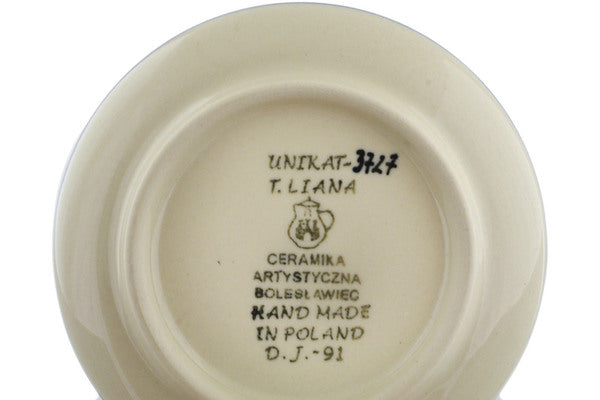 UNIKAT-3727
T. LIANA
CERAMIKA
ARTYSTYCZNA
BOLESŁAWIEC
HAND MADE
IN POLAND
D.J.-91